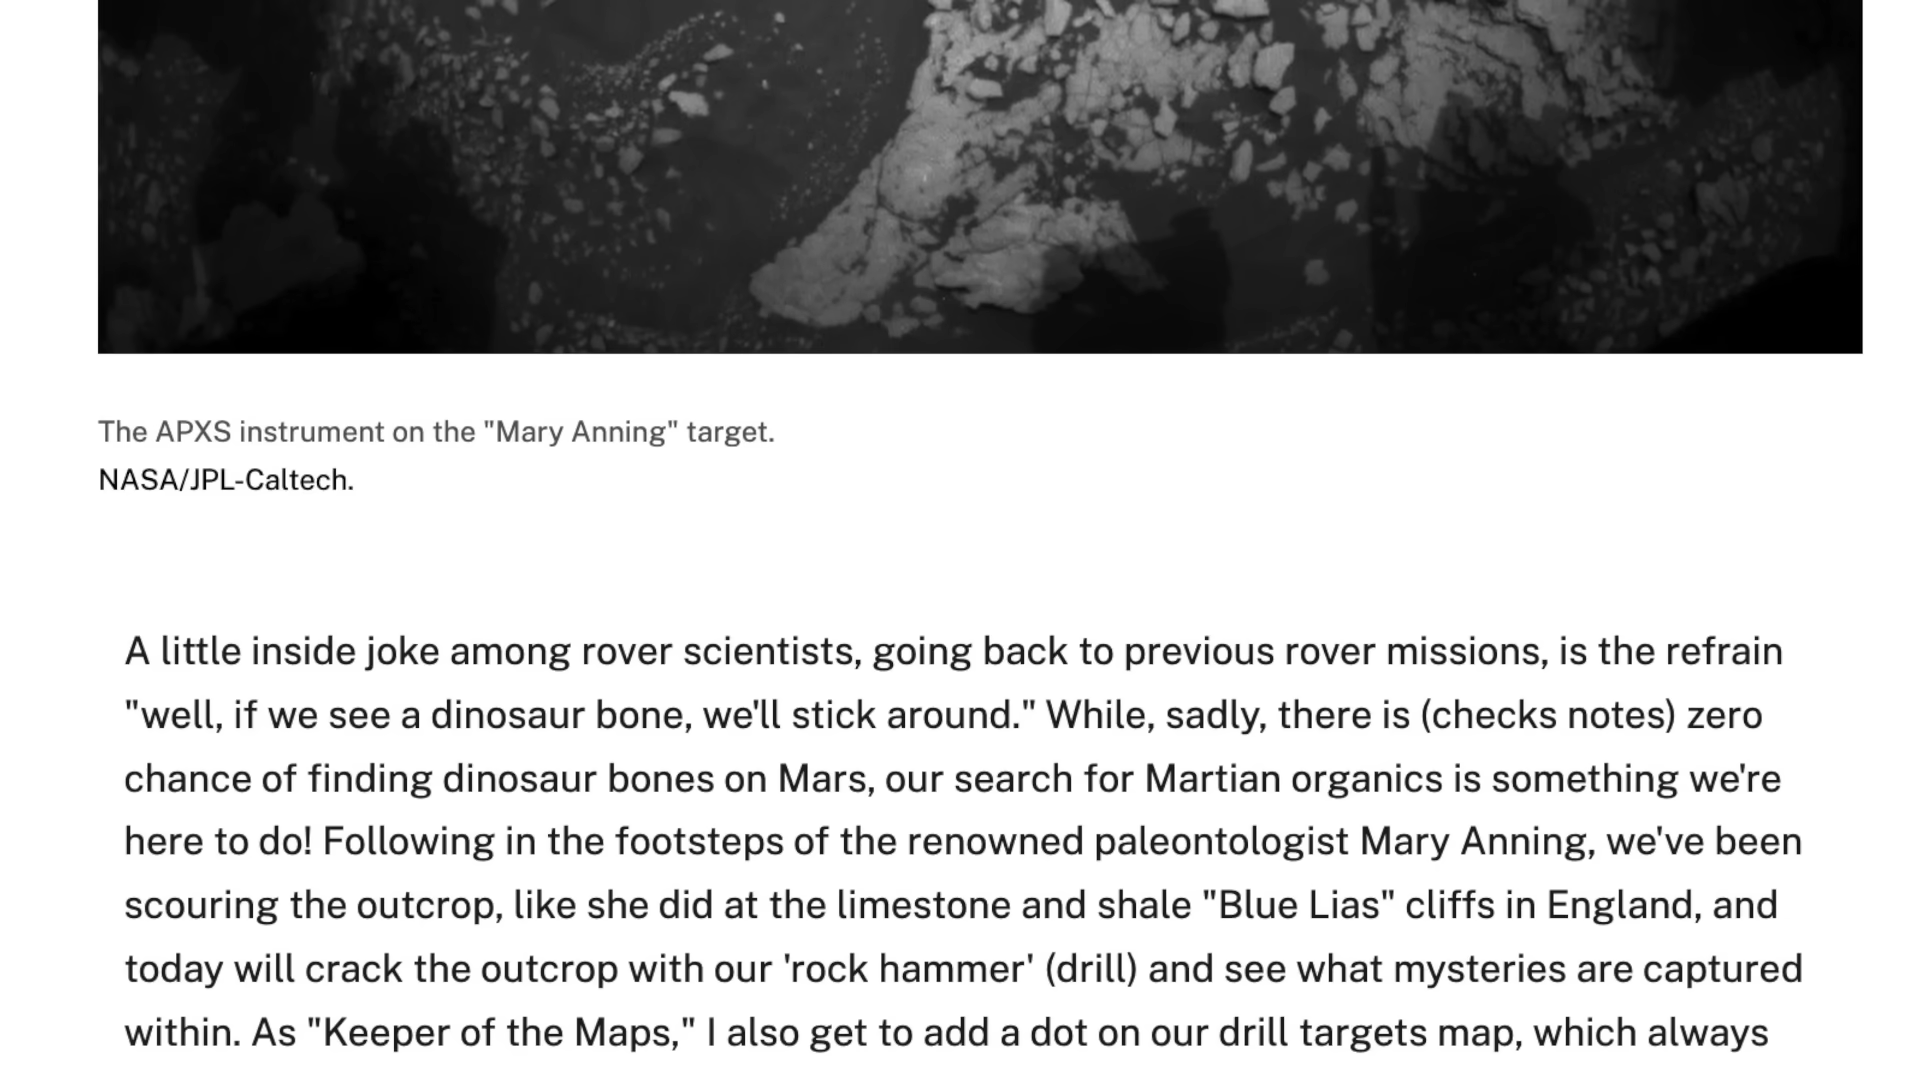 The APXS instrument on the "Mary Anning" target.
NASA/JPL-Caltech.
A little inside joke among rover scientists, going back to previous rover missions, is the refrain
"well, if we see a dinosaur bone, we'll stick around." While, sadly, there is (checks notes) zero
chance of finding dinosaur bones on Mars, our search for Martian organics is something we're
here to do! Following in the footsteps of the renowned paleontologist Mary Anning, we've been
scouring the outcrop, like she did at the limestone and shale "Blue Lias" cliffs in England, and
today will crack the outcrop with our 'rock hammer' (drill) and see what mysteries are captured
within. As "Keeper of the Maps," I also get to add a dot on our drill targets map, which always